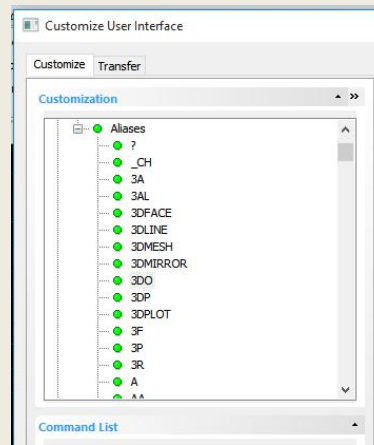 Customize User Interface
Customize Transfer
Customization
Aliases
?
_CH
3A
3AL
3DFACE
3DLINE
3DMESH
3DMIRROR
3DO
3DP
3DPLOT
3F
3P
3R
A
AA
Command List